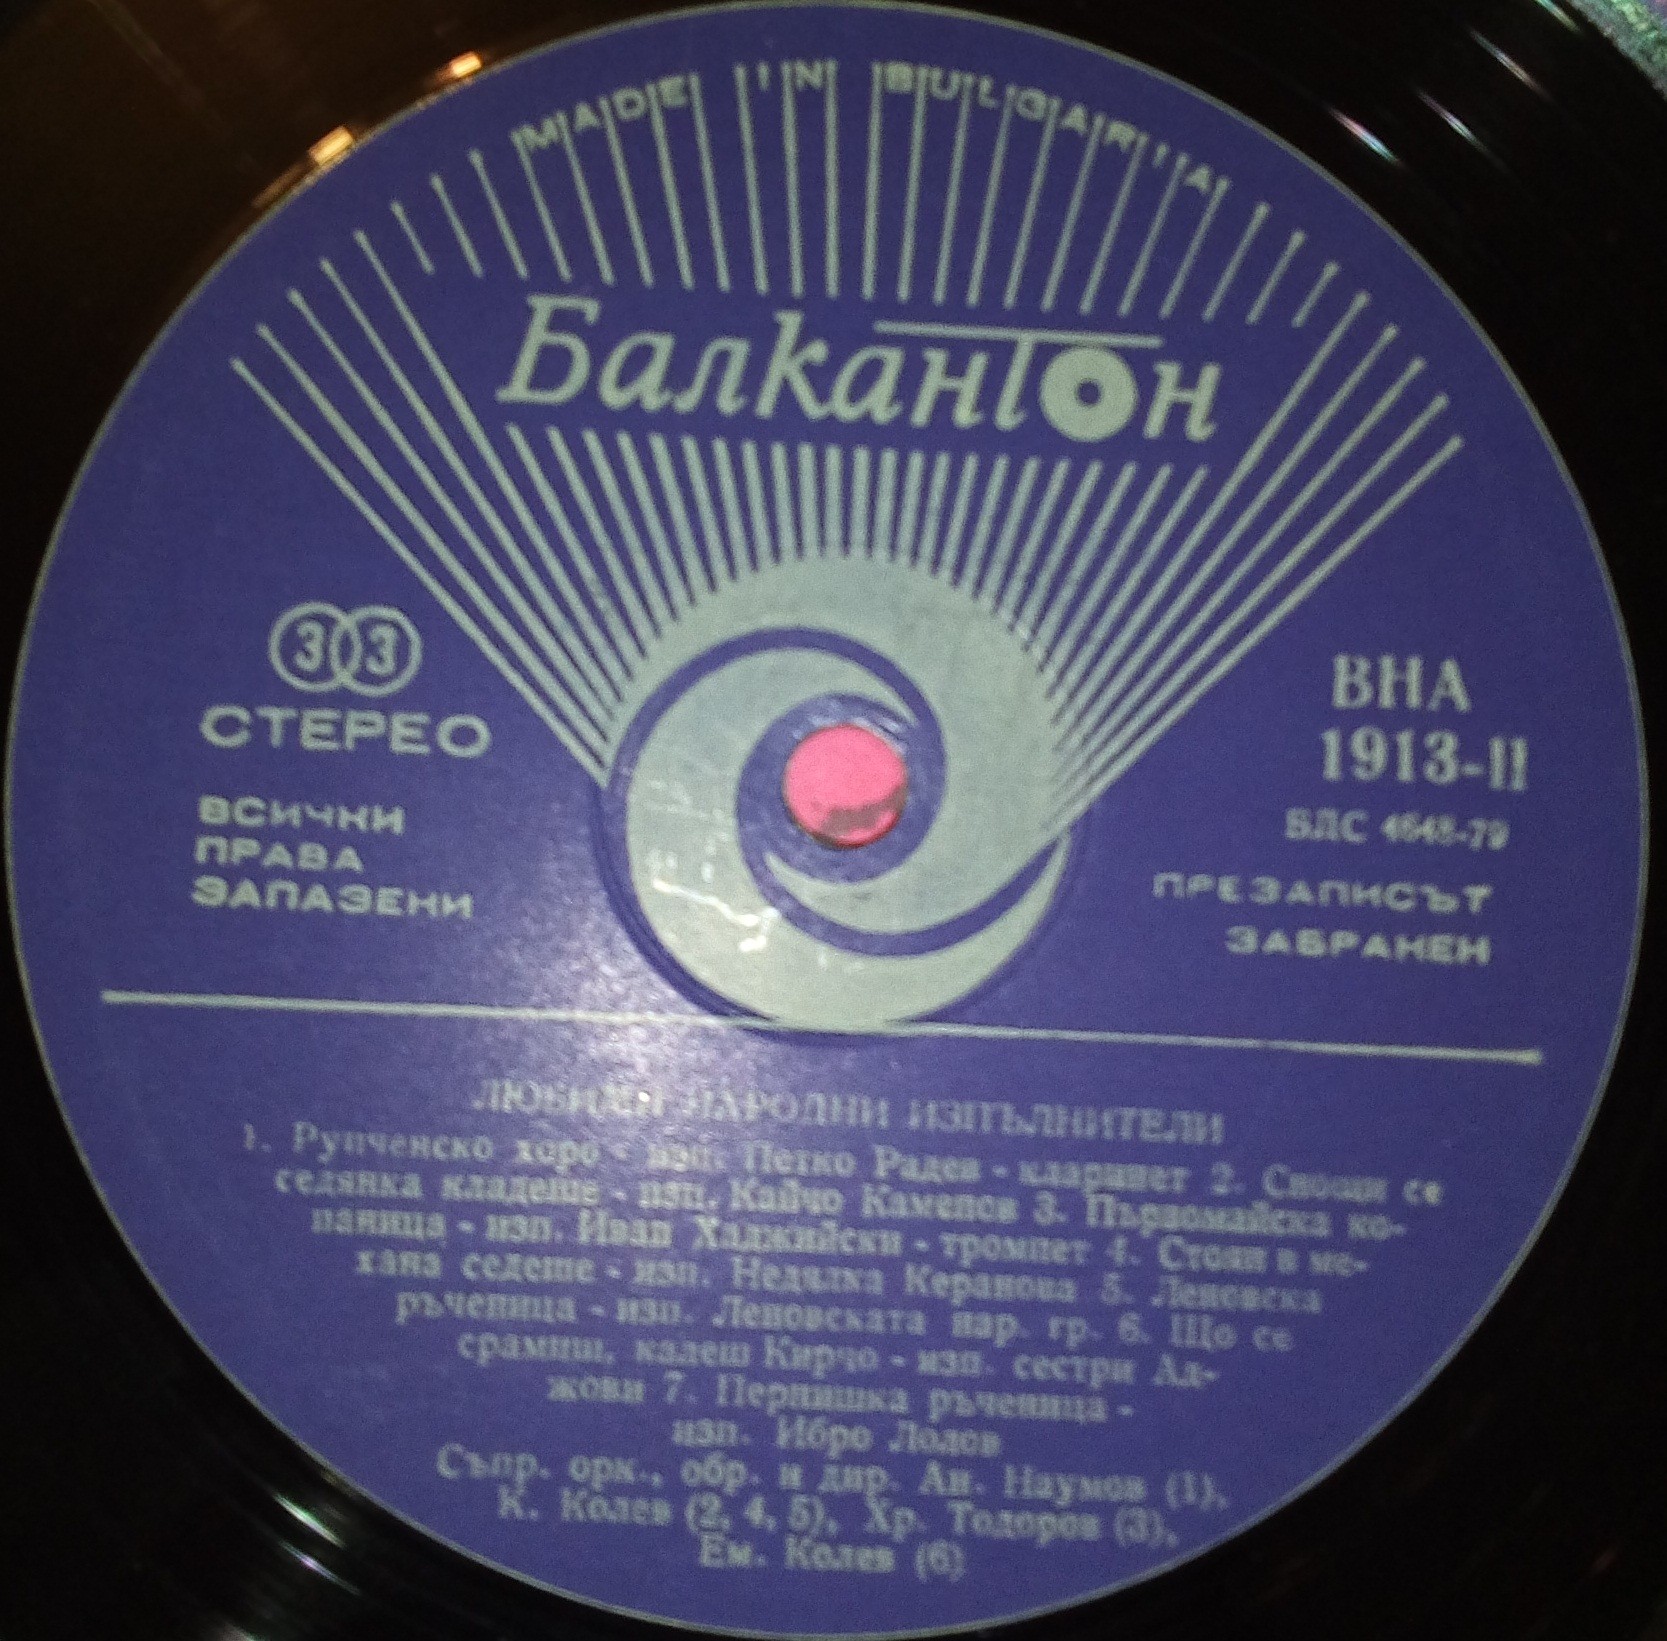 MADE IN BULGARIA
Балкантон
33
СТЕРЕО
ВСИЧКИ
ПРАВА
ЗАПАЗЕНИ
ВНА
1913-II
ВЛС 4648-79
ПРЕЗАПИСЪТ
ЗАБРАНЕН
ЛЮБИМИ НАРОДНИ ИЗПЪЛНИТЕЛИ
1. Рупченско хоро - изп. Петко Радев - кларинет 2. Снощи се
седянка кладеше - изп. Кайчо Каменов 3. Първомайска ко-
паница - изп. Иван Хаджийски - тромпет 4. Стоян в ме-
хана седеше - изп. Недялка Керанова 5. Леновска
ръченица - изп. Леновската нар. гр. 6. Що се
срамиш, калеш Кирчо - изп. сестри Ад-
жови 7. Пернишка ръченица -
изп. Ибро Лолов
Съпр. орк., обр. и дир. Ан. Наумов (1),
К. Колев (2, 4, 5), Хр. Тодоров (3),
Ем. Колев (6)